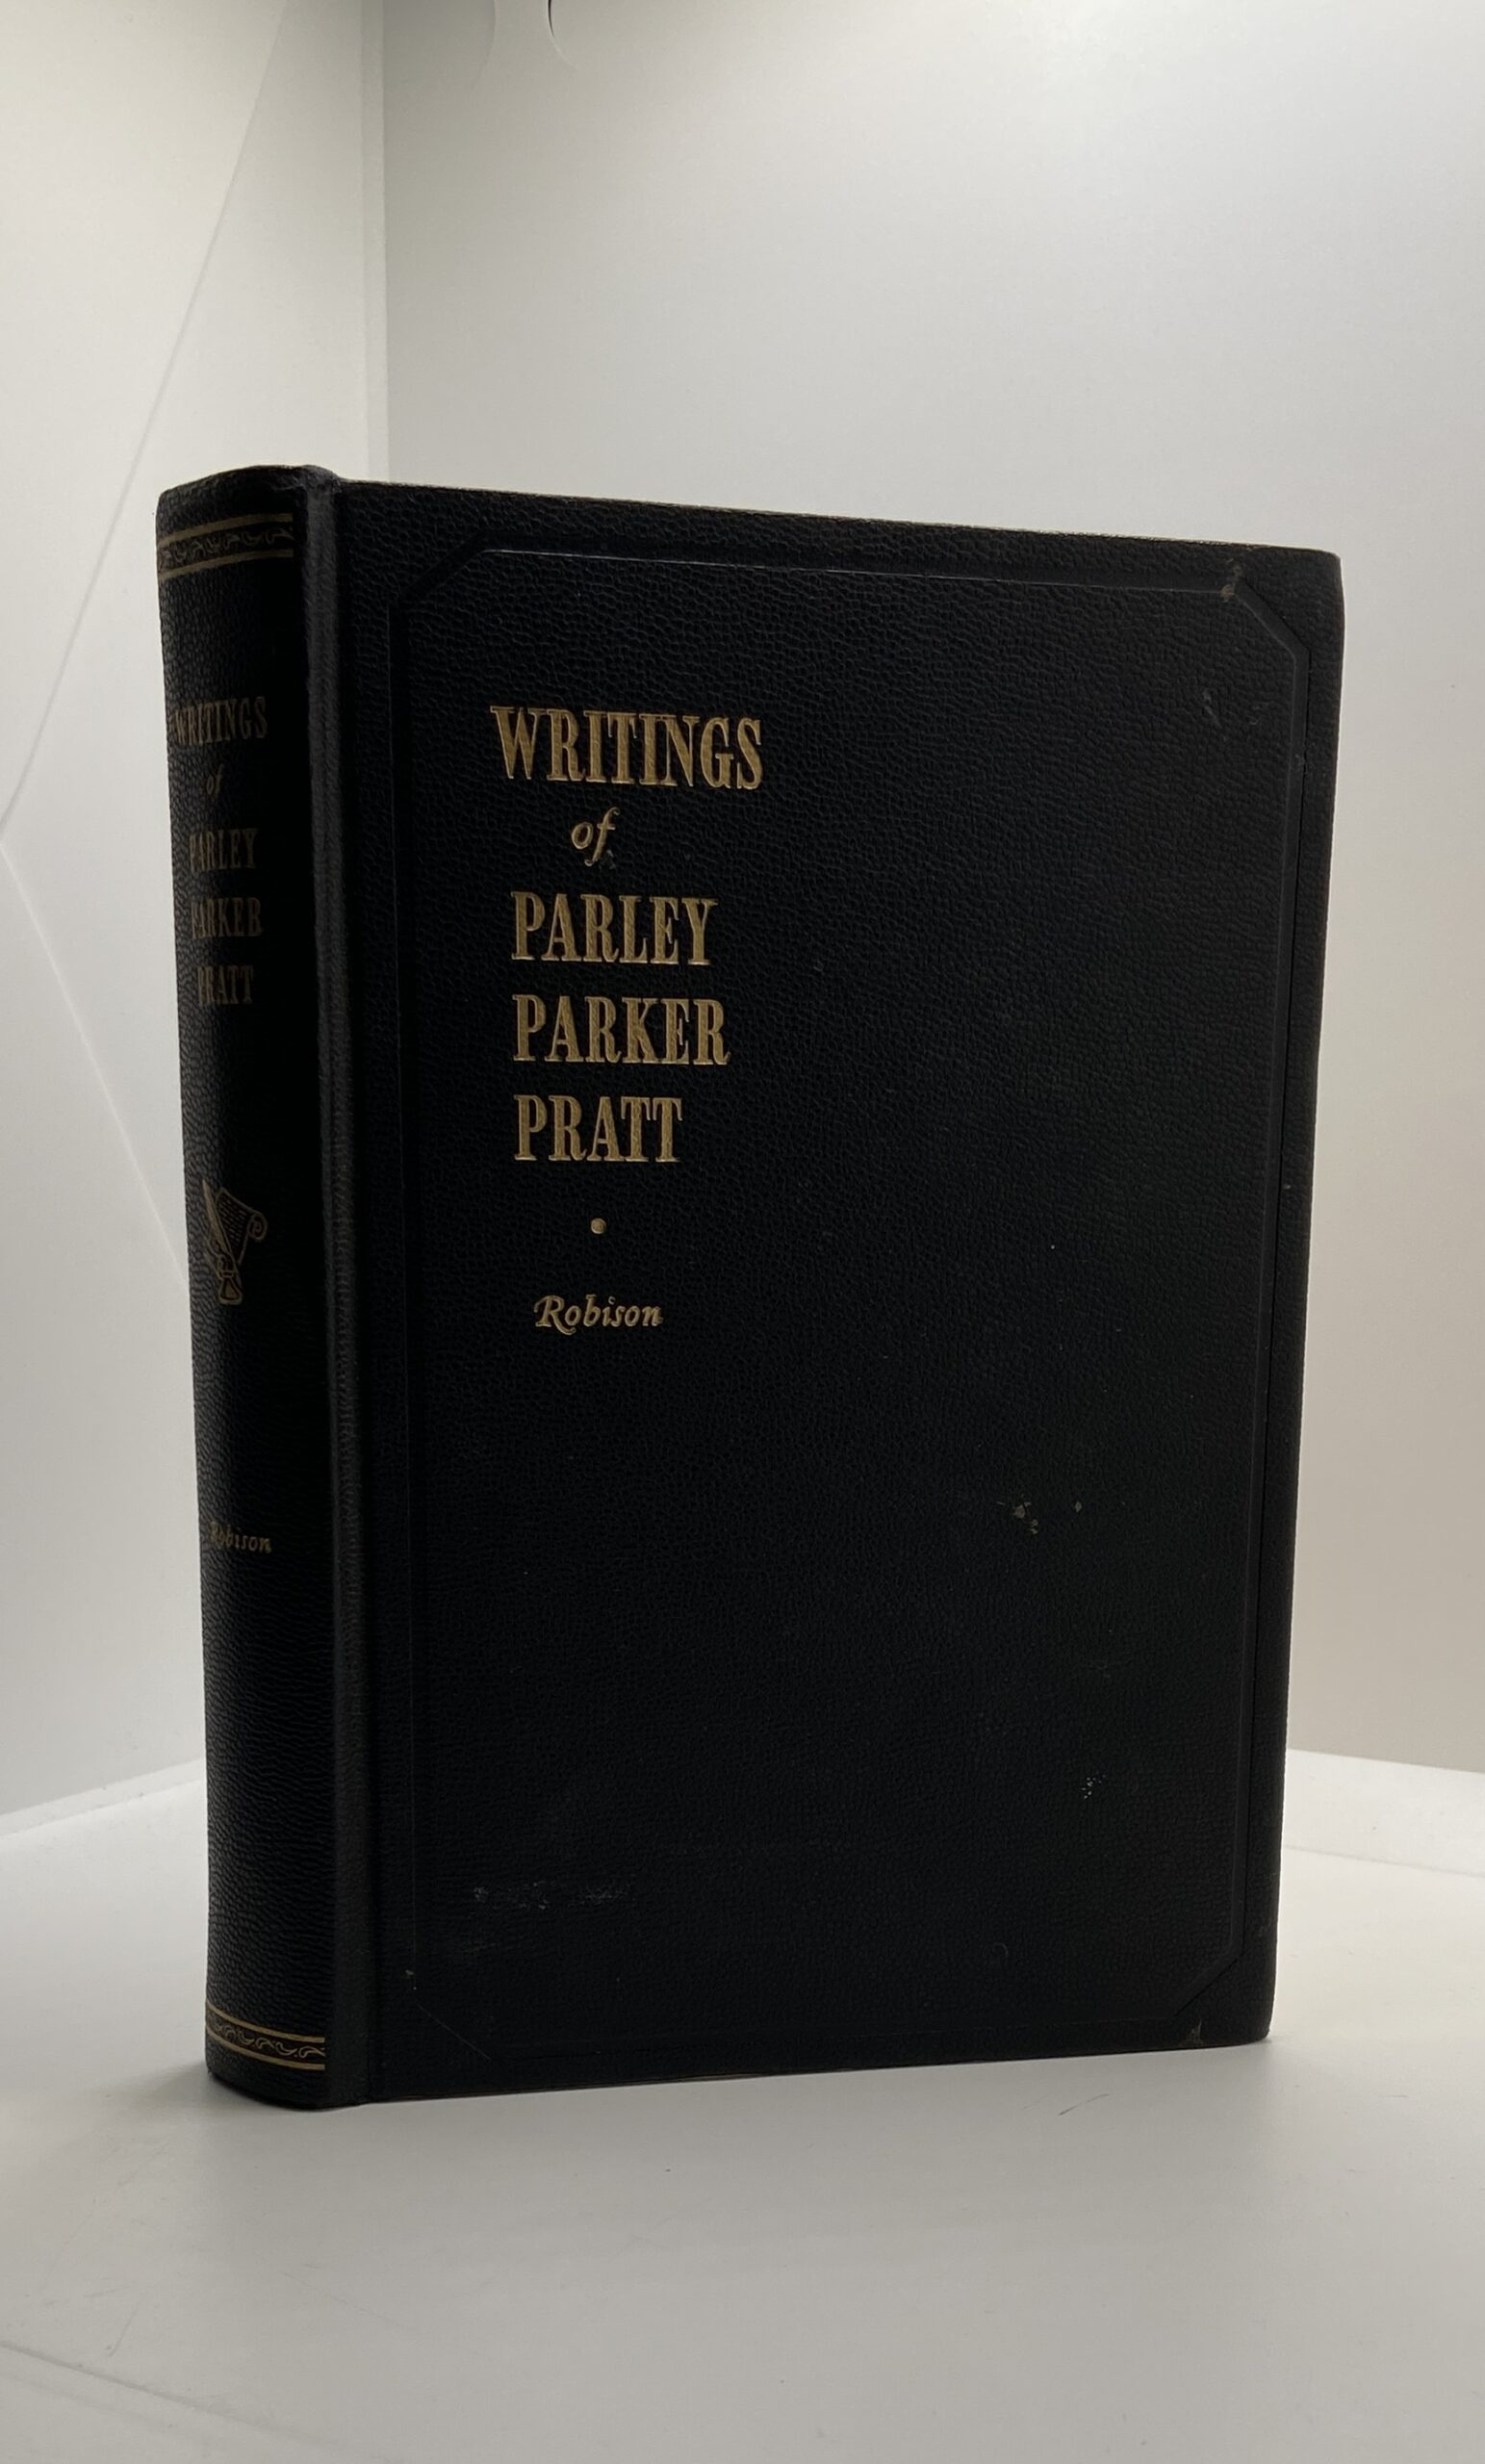 WRITINGS
of
PARLEY
PARKER
PRATT
Robison
WRITINGS
of
PARLEY
PARKER
PRATT
•
Robison